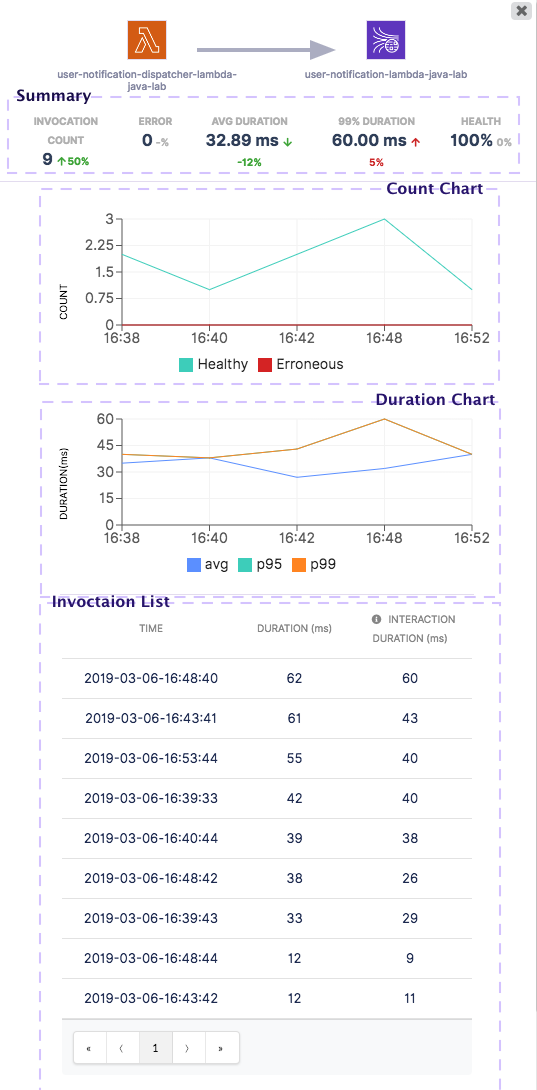 user-notification-dispatcher-lambda-
java-lab
user-notification-lambda-java-lab
Summary
INVOCATION
COUNT
9 ↑50%
ERROR
0 -%
AVG DURATION
32.89 ms ↓
-12%
99% DURATION
60.00 ms ↑
5%
HEALTH
100% 0%
Count Chart
COUNT
3
2.25
1.5
0.75
0
16:38 16:40 16:42 16:48 16:52
Healthy Erroneous
Duration Chart
DURATION(ms)
60
45
30
15
0
16:38 16:40 16:42 16:48 16:52
avg p95 p99
Invoctaion List
TIME DURATION (ms) INTERACTION
DURATION (ms)
2019-03-06-16:48:40 62 60
2019-03-06-16:43:41 61 43
2019-03-06-16:53:44 55 40
2019-03-06-16:39:33 42 40
2019-03-06-16:40:44 39 38
2019-03-06-16:48:42 38 26
2019-03-06-16:39:43 33 29
2019-03-06-16:48:44 12 9
2019-03-06-16:43:42 12 11
« 〈 1 〉 »